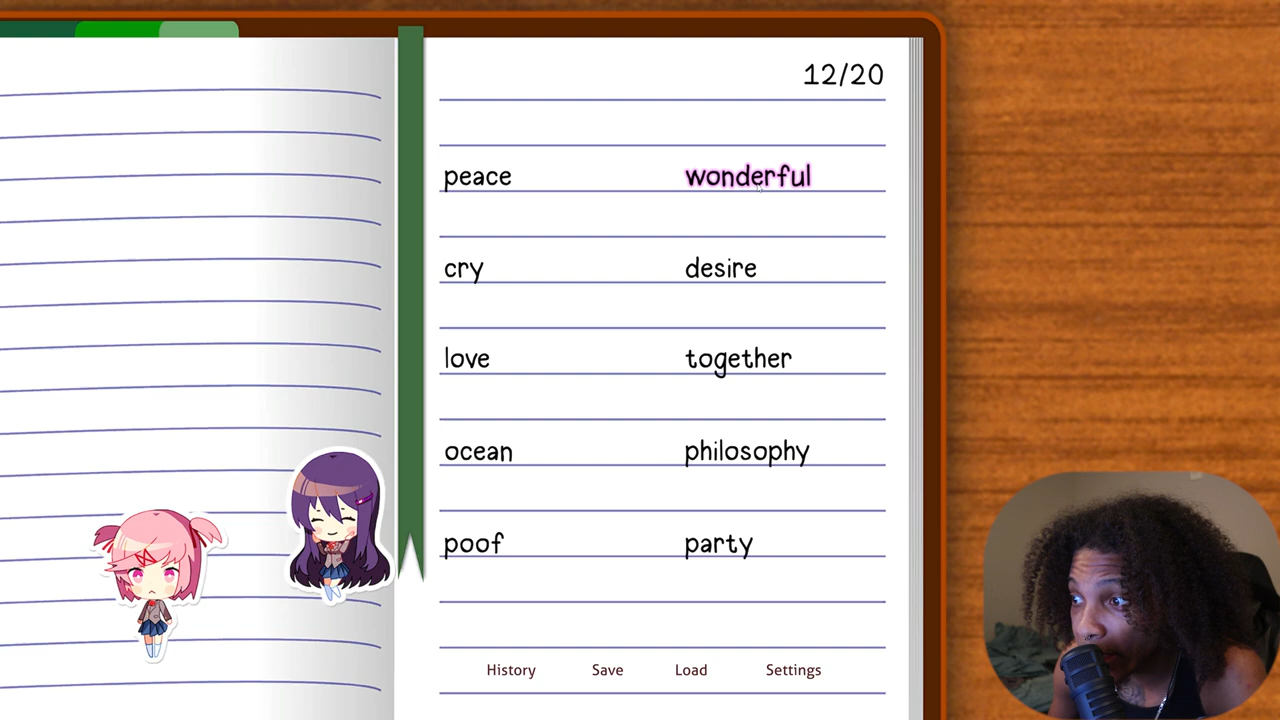 12/20
peace wonderful
cry desire
love together
ocean philosophy
poof party
History Save Load Settings